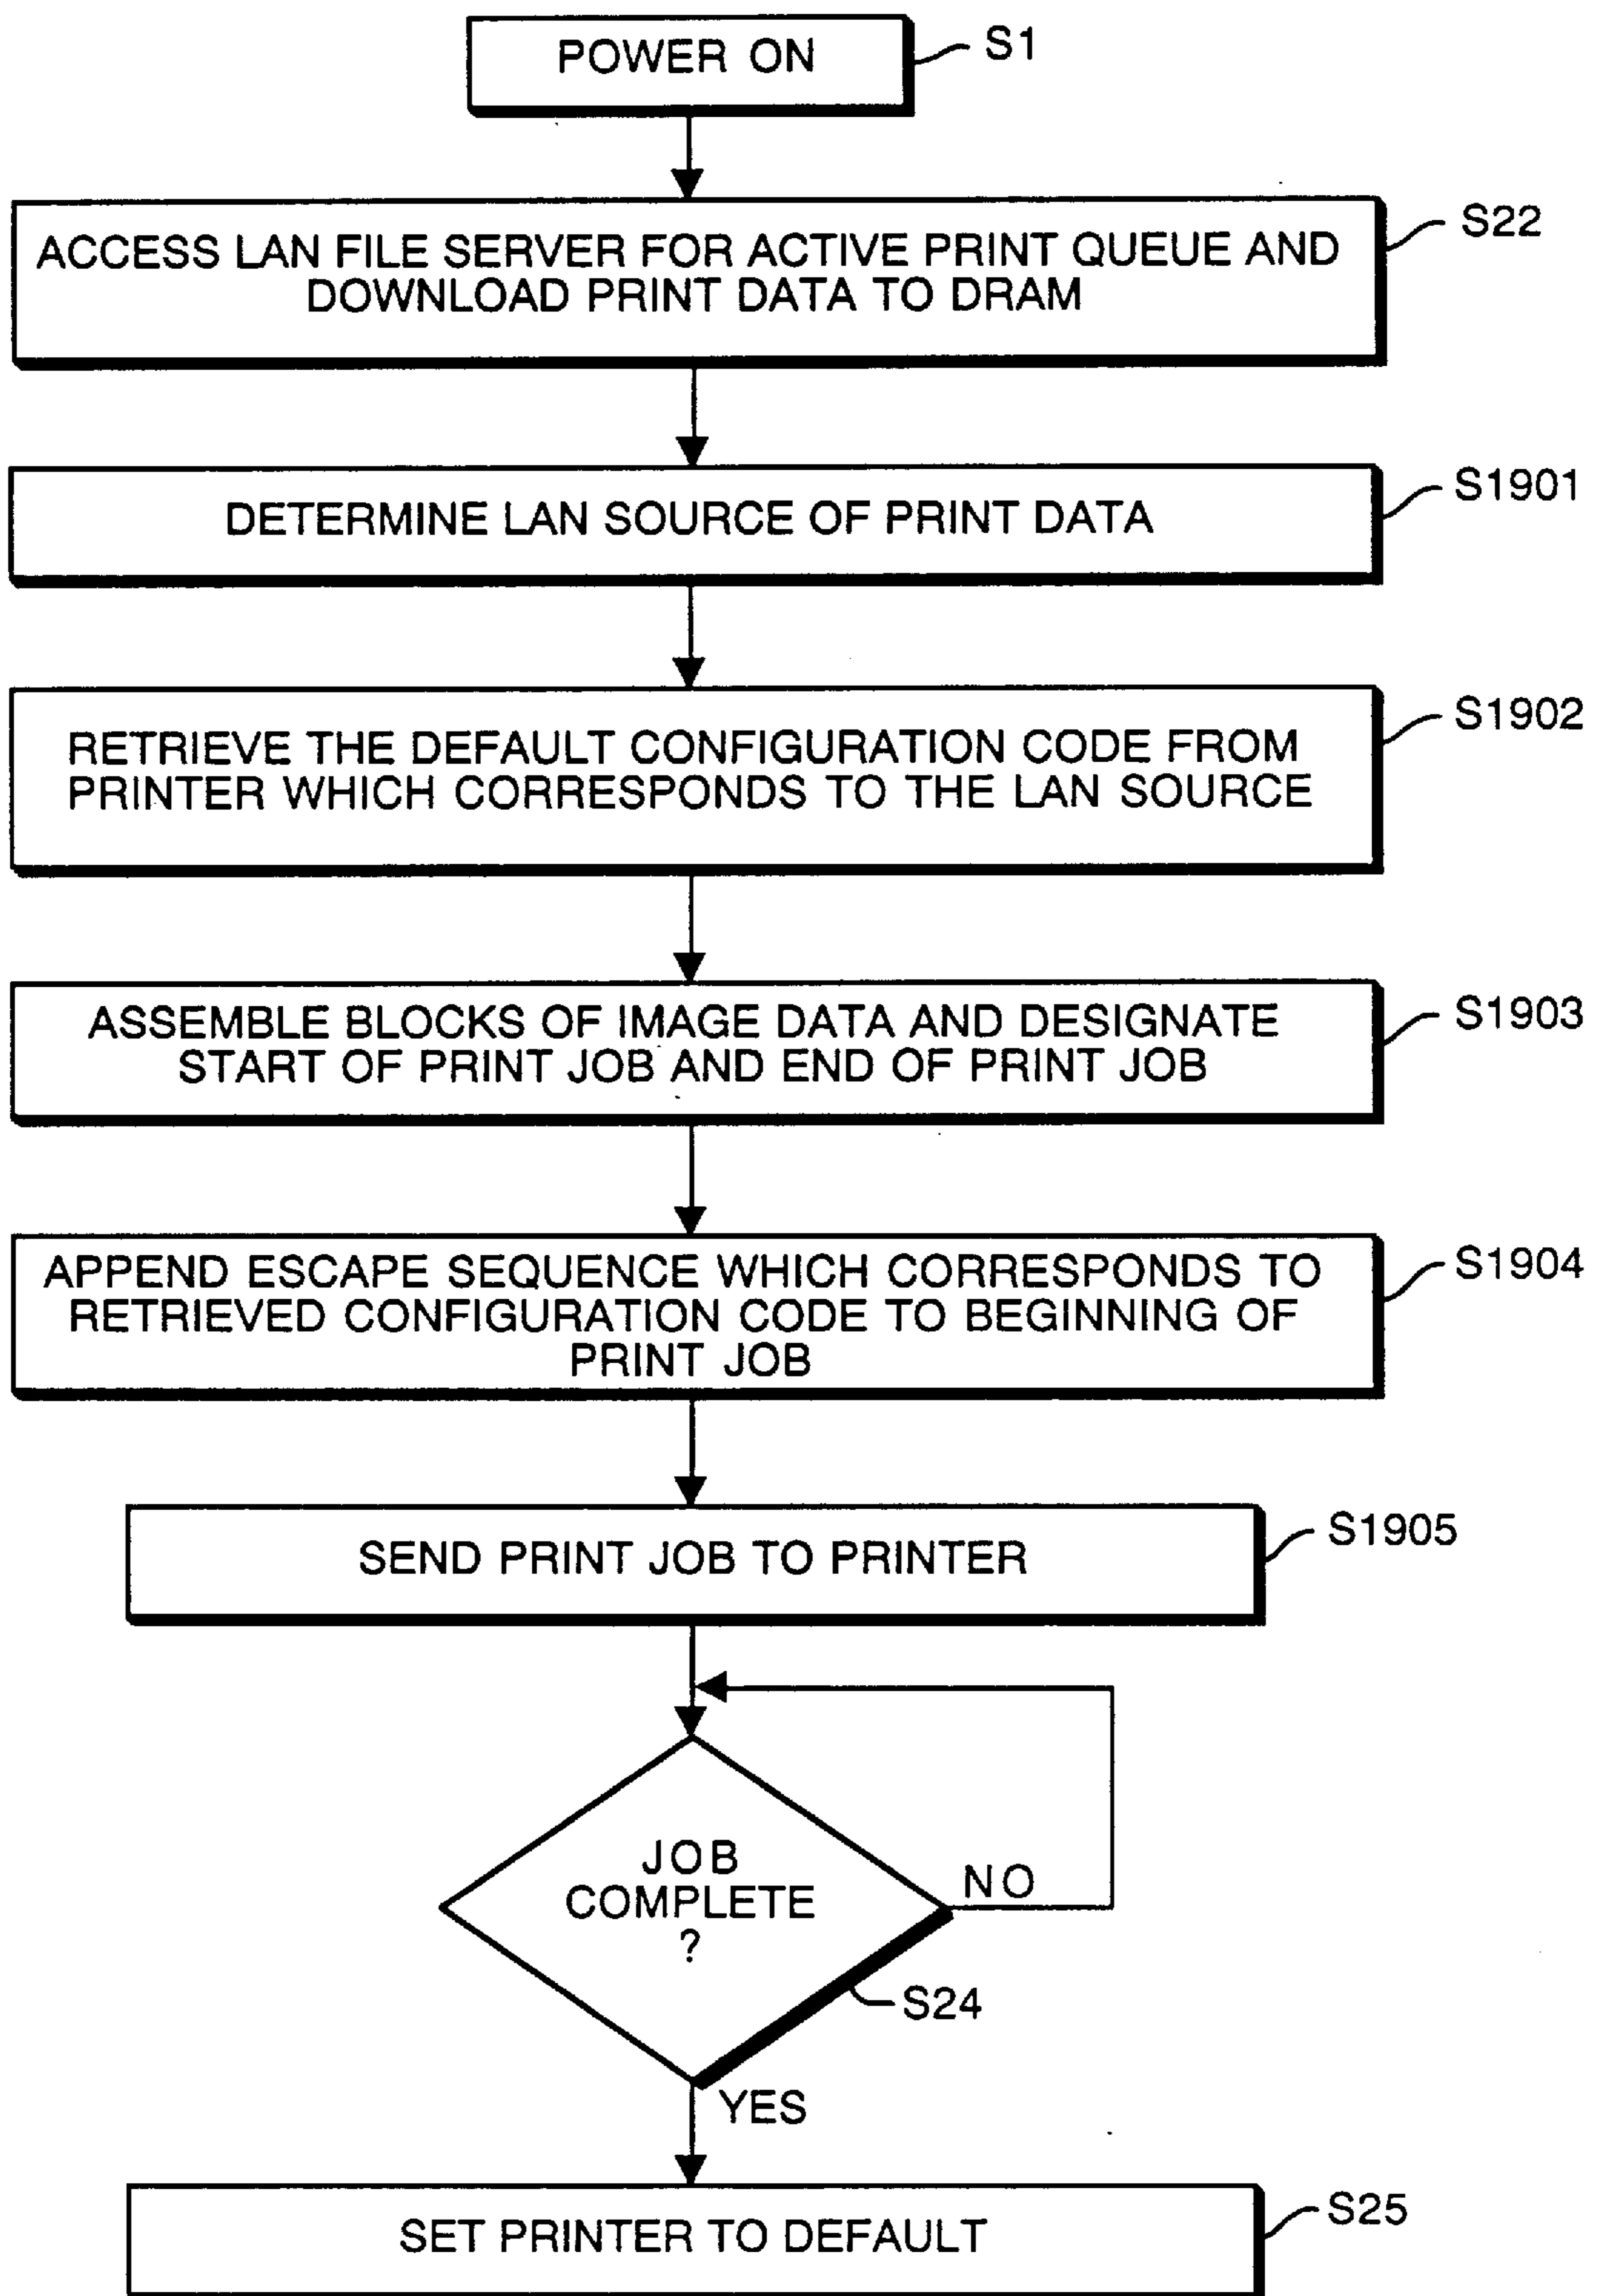 POWER ON
S1
ACCESS LAN FILE SERVER FOR ACTIVE PRINT QUEUE AND
DOWNLOAD PRINT DATA TO DRAM
S22
DETERMINE LAN SOURCE OF PRINT DATA
S1901
RETRIEVE THE DEFAULT CONFIGURATION CODE FROM
PRINTER WHICH CORRESPONDS TO THE LAN SOURCE
S1902
ASSEMBLE BLOCKS OF IMAGE DATA AND DESIGNATE
START OF PRINT JOB AND END OF PRINT JOB
S1903
APPEND ESCAPE SEQUENCE WHICH CORRESPONDS TO
RETRIEVED CONFIGURATION CODE TO BEGINNING OF
PRINT JOB
S1904
SEND PRINT JOB TO PRINTER
S1905
JOB
COMPLETE
?
NO
S24
YES
SET PRINTER TO DEFAULT
S25